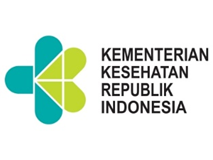 KEMENTERIAN
KESEHATAN
REPUBLIK
INDONESIA